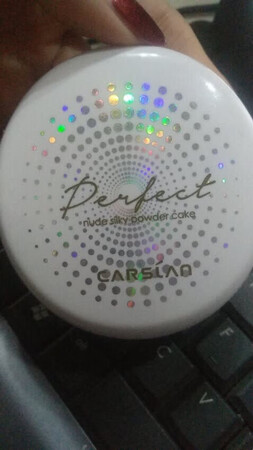 Perfect
nude silky powder cake
CARSLAN
C
V